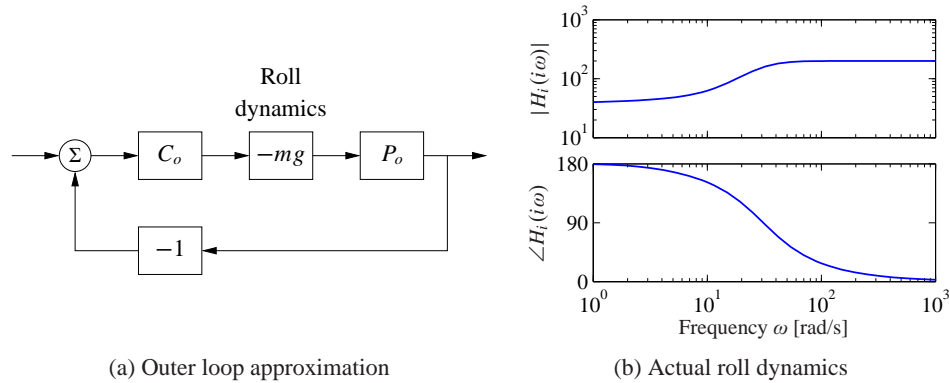 Roll
dynamics
Σ
C_o
−mg
P_o
−1
(a) Outer loop approximation
|H_i(iω)|
10^3
10^2
10^1
∠H_i(iω)
180
90
0
10^0 10^1 10^2 10^3
Frequency ω [rad/s]
(b) Actual roll dynamics